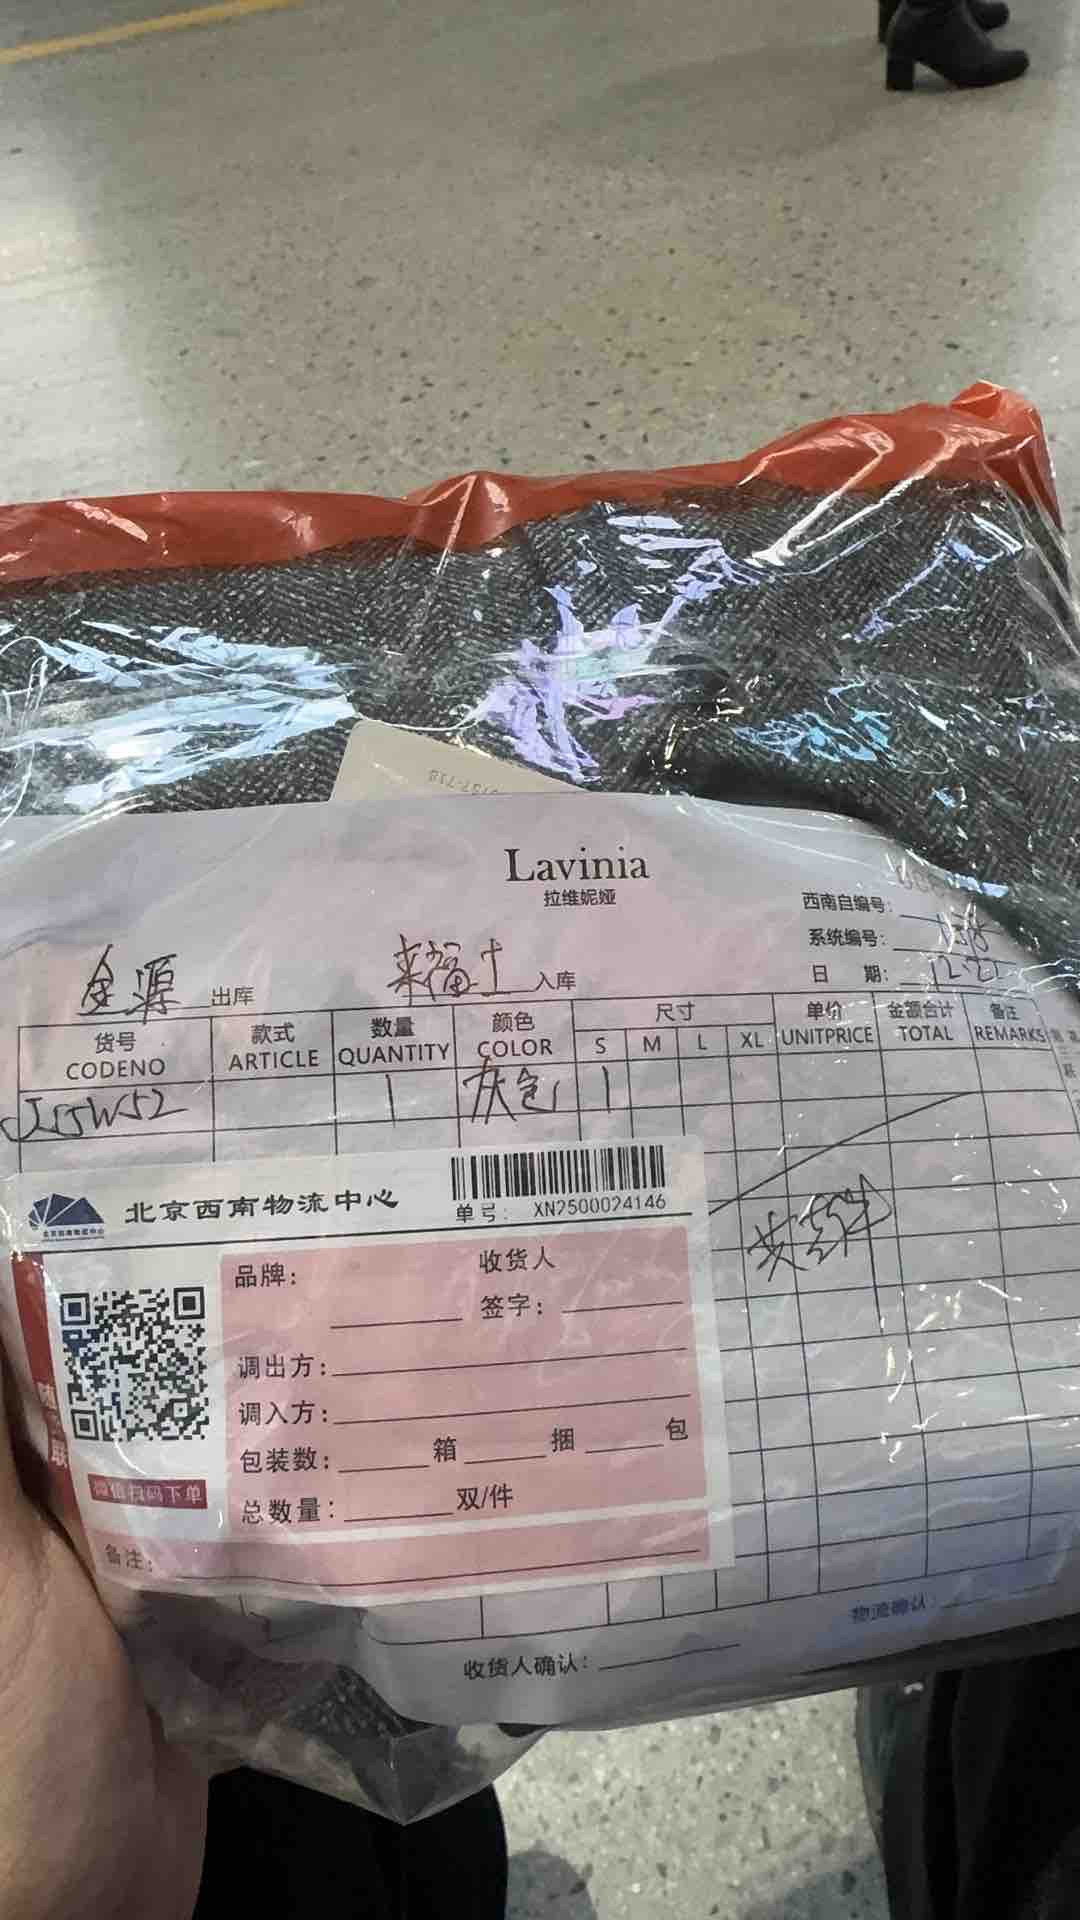 Lavinia
拉维妮娅
西南自编号:
系统编号:
日 期: 12.22
金源 出库 来福士 入库
货号 款式 数量 颜色 尺寸 单价 金额合计 备注
CODENO ARTICLE QUANTITY COLOR S M L XL UNITPRICE TOTAL REMARKS
J15W52 1 灰色 1
北京西南物流中心
单号: XN2500024146
品牌: 收货人
签字:
调出方:
调入方:
包装数: 箱 捆 包
总数量: 双/件
微信扫码下单
备注:
物流确认:
收货人确认: